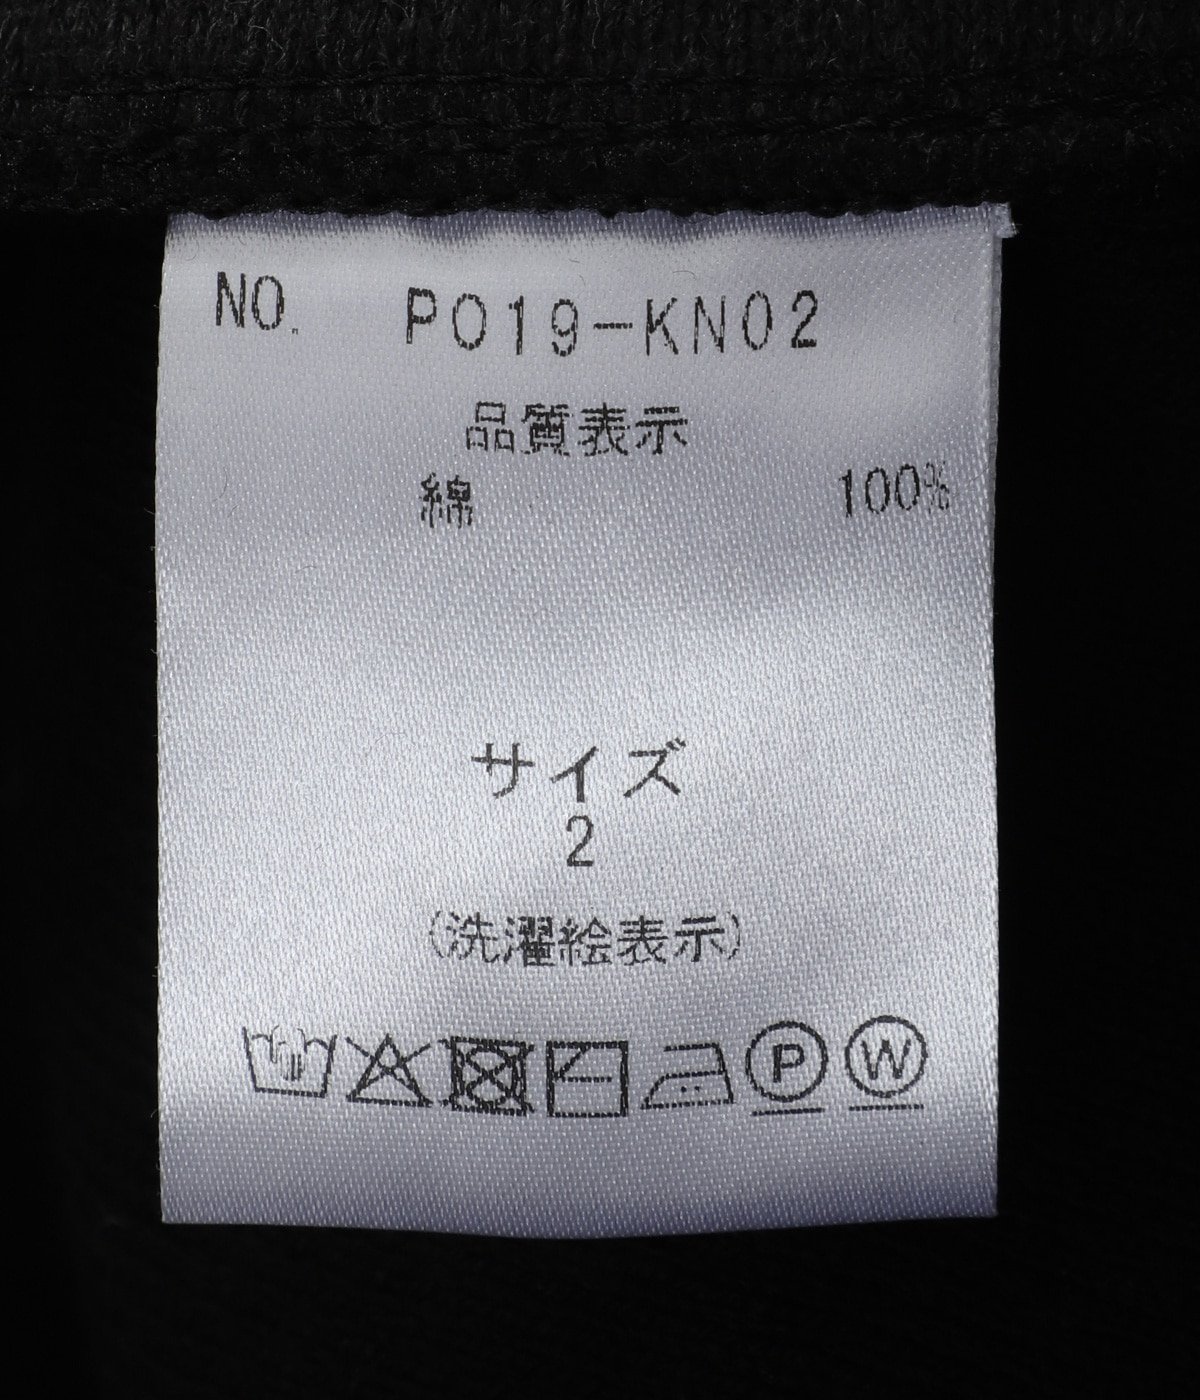 NO. P019-KN02
品質表示
綿 100%
サイズ
2
(洗濯絵表示)
P W